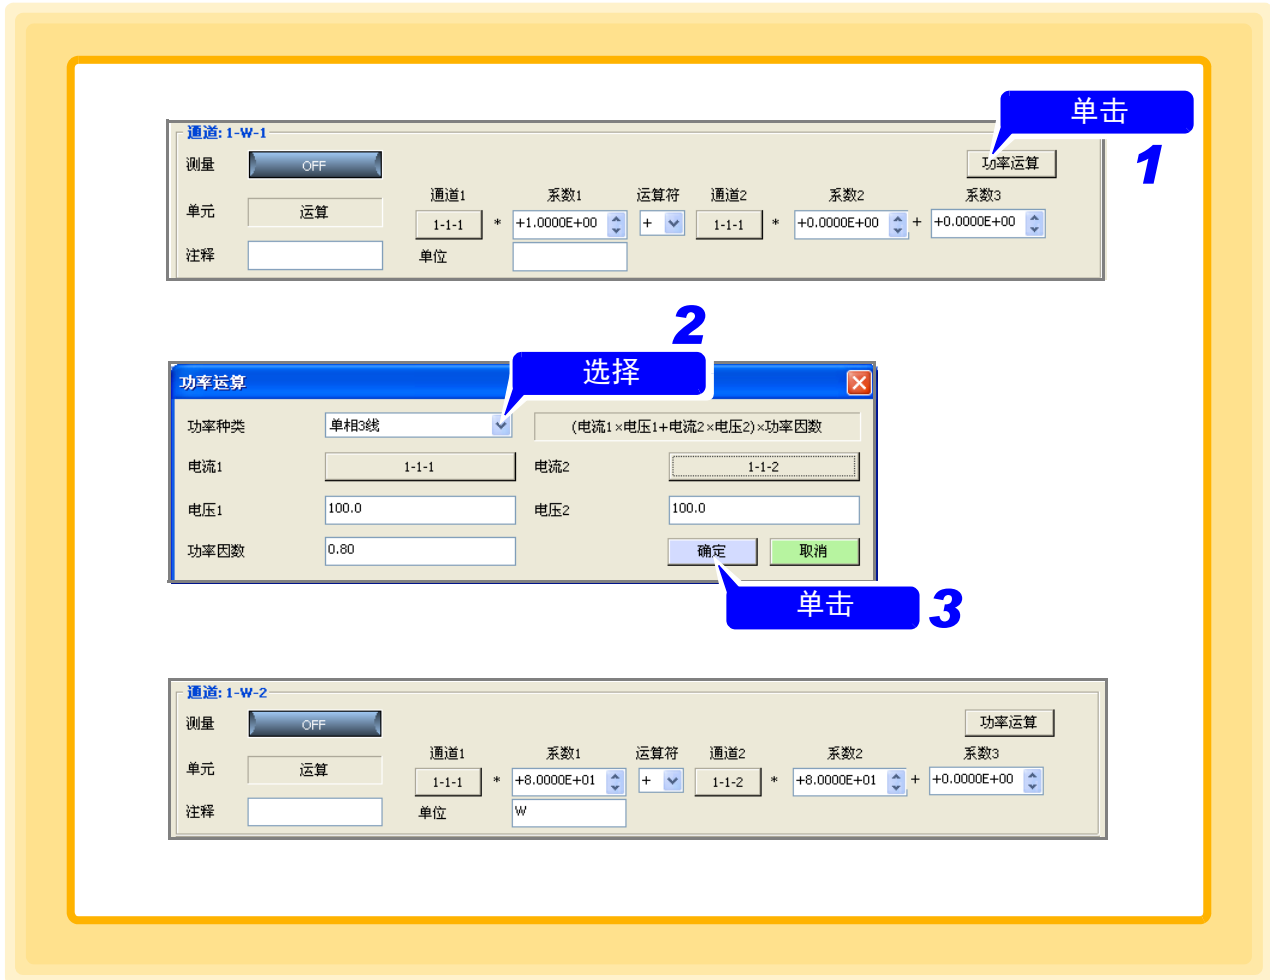 单击
1
通道: 1-W-1
测量 OFF 功率运算
通道1 系数1 运算符 通道2 系数2 系数3
单元 运算 1-1-1 * +1.0000E+00 + 1-1-1 * +0.0000E+00 + +0.0000E+00
注释 单位
2
选择
功率运算
功率种类 单相3线 (电流1×电压1+电流2×电压2)×功率因数
电流1 1-1-1 电流2 1-1-2
电压1 100.0 电压2 100.0
功率因数 0.80 确定 取消
单击 3
通道: 1-W-2
测量 OFF 功率运算
通道1 系数1 运算符 通道2 系数2 系数3
单元 运算 1-1-1 * +8.0000E+01 + 1-1-2 * +8.0000E+01 + +0.0000E+00
注释 单位 W